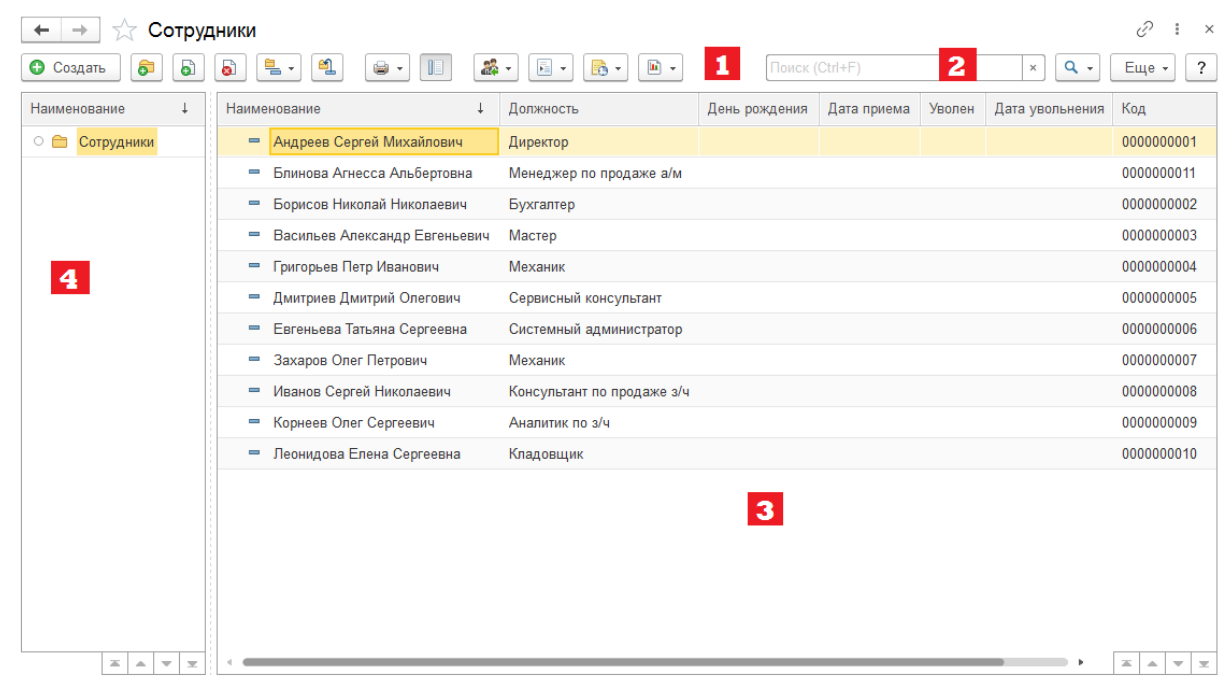 Сотрудники
Создать 1 Поиск (Ctrl+F) 2 × Еще ?
Наименование ↓ Наименование ↓ Должность День рождения Дата приема Уволен Дата увольнения Код
Сотрудники Андреев Сергей Михайлович Директор 0000000001
Блинова Агнесса Альбертовна Менеджер по продаже а/м 0000000011
Борисов Николай Николаевич Бухгалтер 0000000002
Васильев Александр Евгеньевич Мастер 0000000003
4 Григорьев Петр Иванович Механик 0000000004
Дмитриев Дмитрий Олегович Сервисный консультант 0000000005
Евгеньева Татьяна Сергеевна Системный администратор 0000000006
Захаров Олег Петрович Механик 0000000007
Иванов Сергей Николаевич Консультант по продаже з/ч 0000000008
Корнеев Олег Сергеевич Аналитик по з/ч 0000000009
Леонидова Елена Сергеевна Кладовщик 0000000010
3